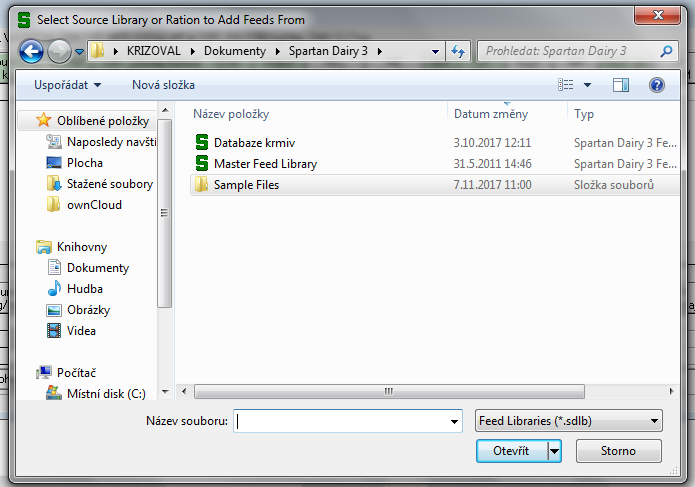 Select Source Library or Ration to Add Feeds From
KRIZOVAL Dokumenty Spartan Dairy 3
Prohledat: Spartan Dairy 3
Uspořádat Nová složka
Oblíbené položky
Naposledy navští
Plocha
Stažené soubory
ownCloud
Knihovny
Dokumenty
Hudba
Obrázky
Videa
Počítač
Místní disk (C:)
Název položky Datum změny Typ
Databaze krmiv 3.10.2017 12:11 Spartan Dairy 3 Fe...
Master Feed Library 31.5.2011 14:46 Spartan Dairy 3 Fe...
Sample Files 7.11.2017 11:00 Složka souborů
Název souboru: Feed Libraries (*.sdlb)
Otevřít Storno